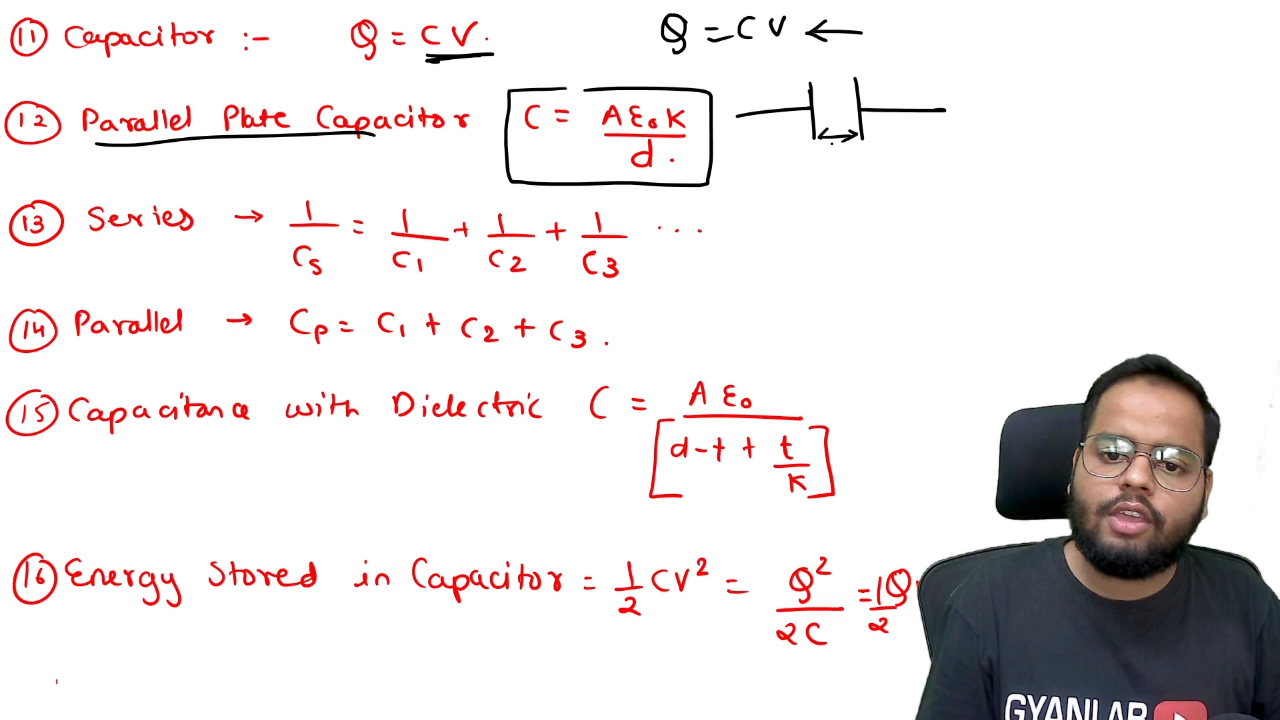 11 Capacitor :- Q = CV. Q = CV ←
12 Parallel Plate Capacitor C = Aε₀K/d.
13 Series → 1/Cs = 1/C1 + 1/C2 + 1/C3 ...
14 Parallel → Cp = C1 + C2 + C3.
15 Capacitance with Dielectric C = Aε₀/[d-t + t/K]
16 Energy Stored in Capacitor = 1/2 CV² = Q²/2C = 1/2 Q
GYANLAB